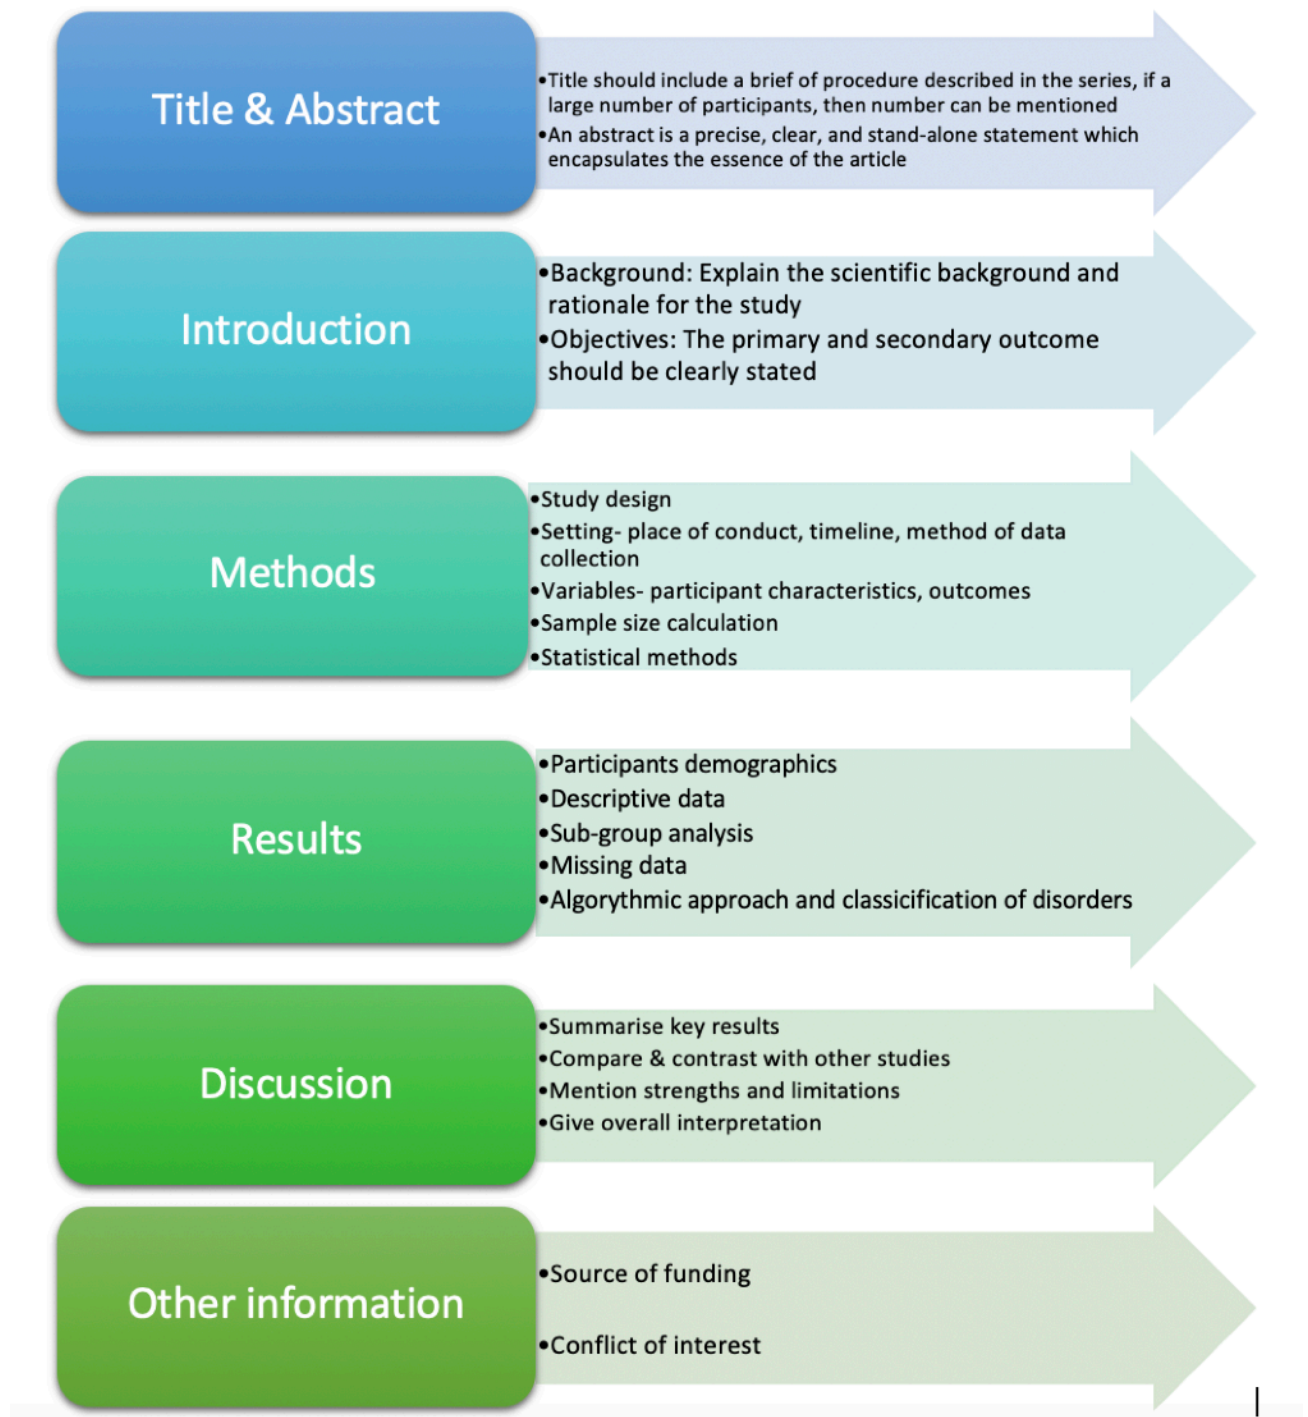 Title & Abstract
•Title should include a brief of procedure described in the series, if a
large number of participants, then number can be mentioned
•An abstract is a precise, clear, and stand-alone statement which
encapsulates the essence of the article
Introduction
•Background: Explain the scientific background and
rationale for the study
•Objectives: The primary and secondary outcome
should be clearly stated
Methods
•Study design
•Setting- place of conduct, timeline, method of data
collection
•Variables- participant characteristics, outcomes
•Sample size calculation
•Statistical methods
Results
•Participants demographics
•Descriptive data
•Sub-group analysis
•Missing data
•Algorythmic approach and classicification of disorders
Discussion
•Summarise key results
•Compare & contrast with other studies
•Mention strengths and limitations
•Give overall interpretation
Other information
•Source of funding
•Conflict of interest